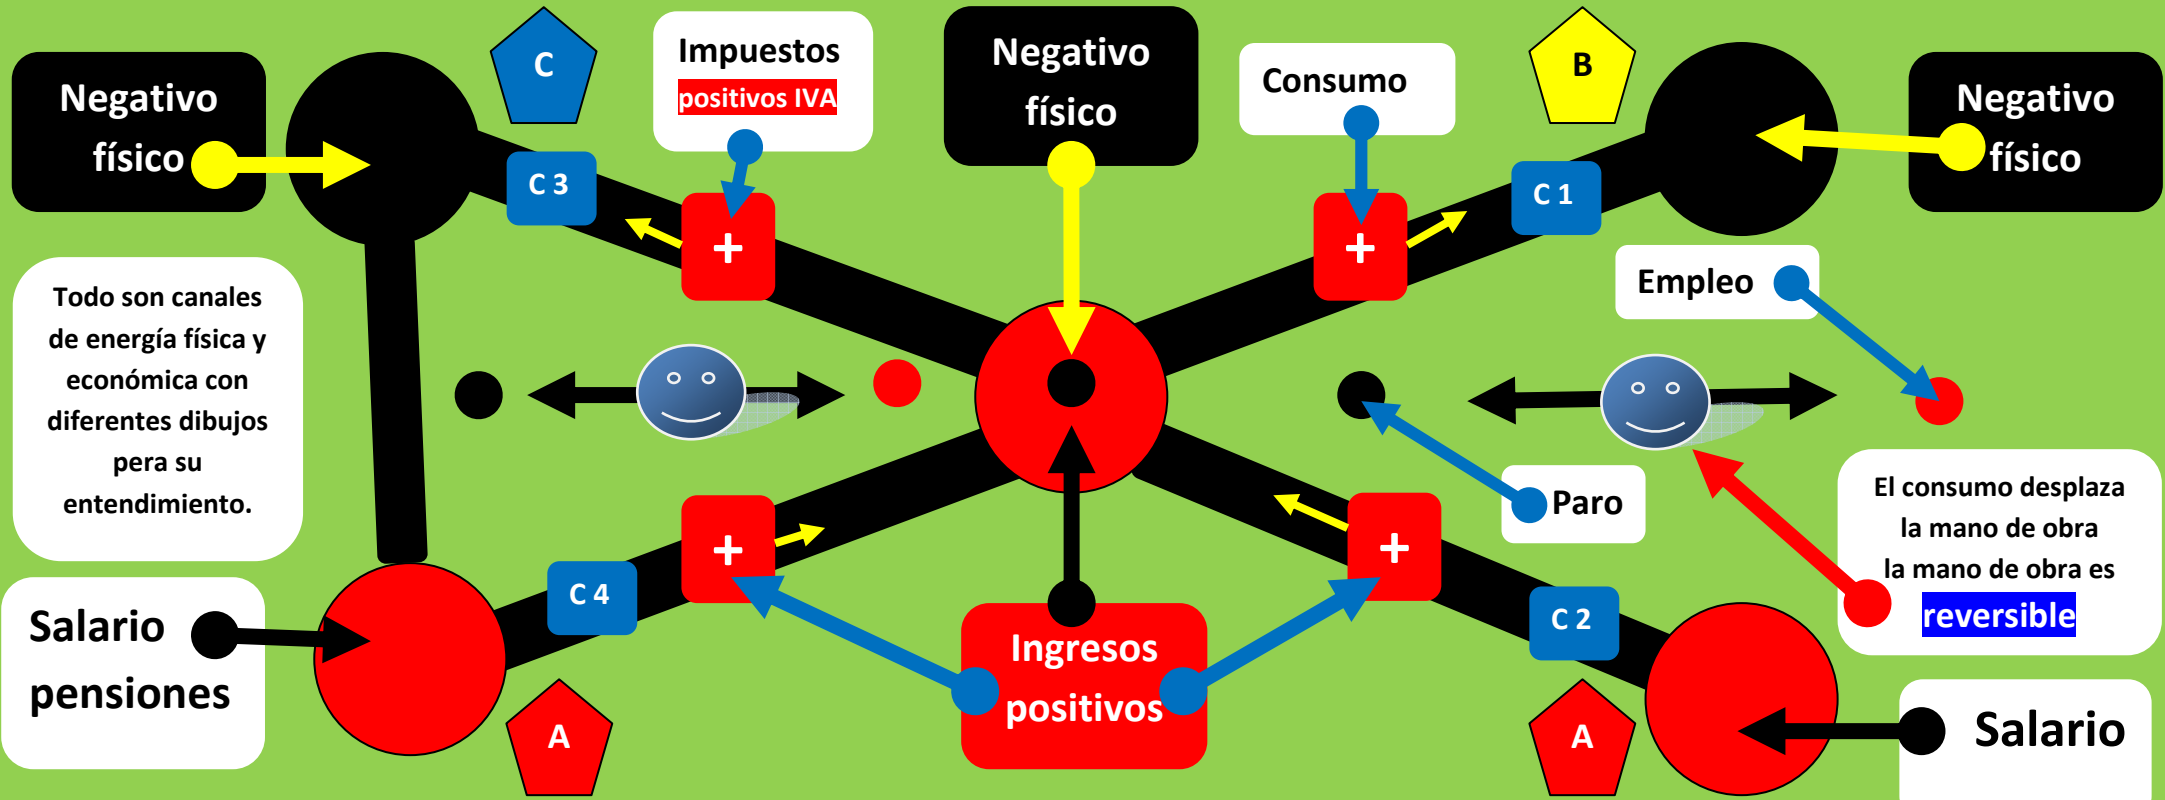 Negativo
físico
C
Impuestos
positivos IVA
Negativo
físico
Consumo
B
Negativo
físico
C 3
C 1
+
+
Empleo
Todo son canales
de energía física y
económica con
diferentes dibujos
pera su
entendimiento.
Paro
El consumo desplaza
la mano de obra
la mano de obra es
reversible
+
+
C 4
C 2
Salario
pensiones
Ingresos
positivos
A
A
Salario